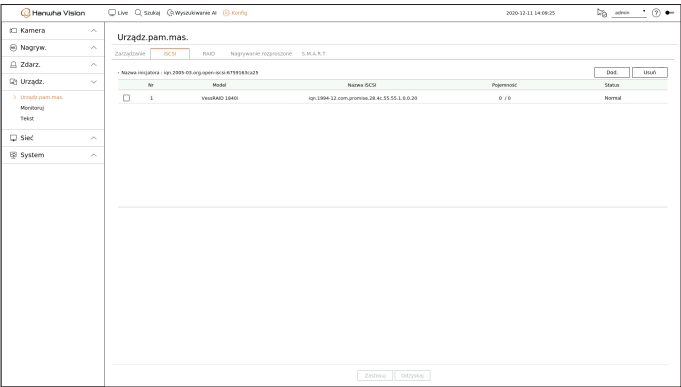 Hanwha Vision
Live Szukaj Wyszukiwanie AI Konfig
2020-12-11 14:09:25
admin
Kamera
Nagryw.
Zdarz.
Urządz.
Urządz.pam.mas.
Monitoruj
Tekst
Sieć
System
Urządz.pam.mas.
Zarządzanie iSCSI RAID Nagrywanie rozproszone S.M.A.R.T
Nazwa inicjatora : iqn.2005-03.org.open-iscsi:6759163ca25
Dod. Usuń
Nr Model Nazwa iSCSI Pojemność Status
1 VessRAID 1840i iqn.1994-12.com.promise.28.4c.55.55.1.0.0.20 0 / 0 Normal
Zastosuj Odzyskaj